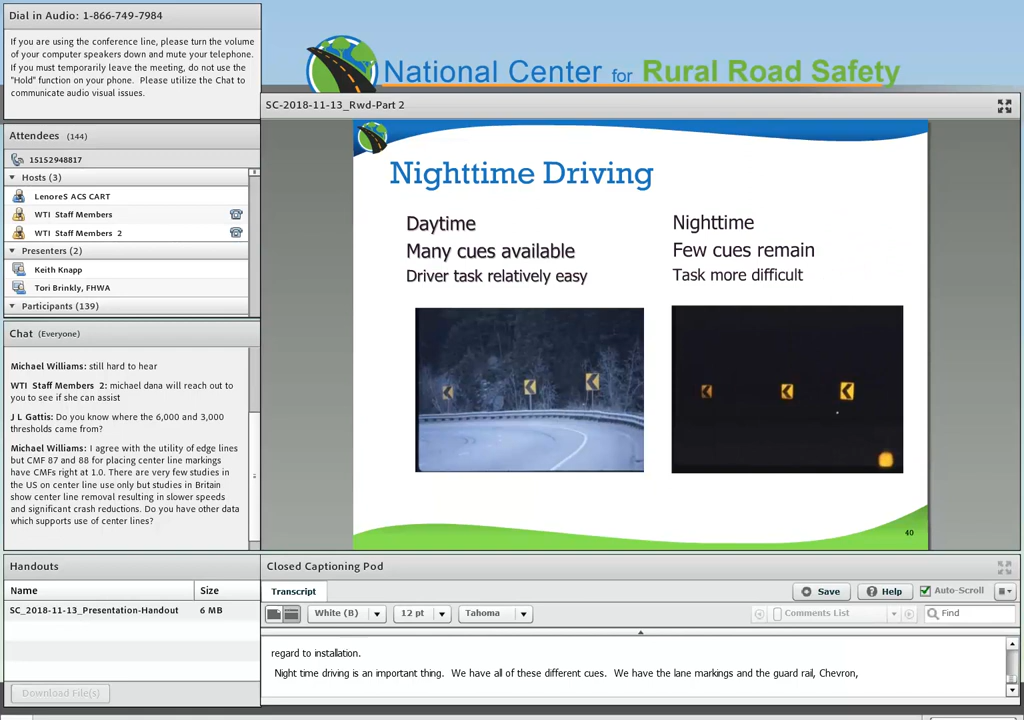 Dial in Audio: 1-866-749-7984
If you are using the conference line, please turn the volume
of your computer speakers down and mute your telephone.
If you must temporarily leave the meeting, do not use the
"Hold" function on your phone.  Please utilize the Chat to
communicate audio visual issues.
National Center for Rural Road Safety
SC-2018-11-13_Rwd-Part 2
Attendees (144)
15152948817
Hosts (3)
LenoreS ACS CART
WTI Staff Members
WTI Staff Members 2
Presenters (2)
Keith Knapp
Tori Brinkly, FHWA
Participants (139)
Chat (Everyone)
Michael Williams: still hard to hear
WTI Staff Members 2: michael dana will reach out to
you to see if she can assist
J L Gattis: Do you know where the 6,000 and 3,000
thresholds came from?
Michael Williams: I agree with the utility of edge lines
but CMF 87 and 88 for placing center line markings
have CMFs right at 1.0. There are very few studies in
the US on center line use only but studies in Britain
show center line removal resulting in slower speeds
and significant crash reductions. Do you have other data
which supports use of center lines?
Nighttime Driving
Daytime
Many cues available
Driver task relatively easy
Nighttime
Few cues remain
Task more difficult
40
Handouts
Name Size
SC_2018-11-13_Presentation-Handout 6 MB
Download File(s)
Closed Captioning Pod
Transcript
Save
Help
Auto-Scroll
White (B)
12 pt
Tahoma
Comments List
Find
regard to installation.
Night time driving is an important thing.  We have all of these different cues.  We have the lane markings and the guard rail, Chevron,